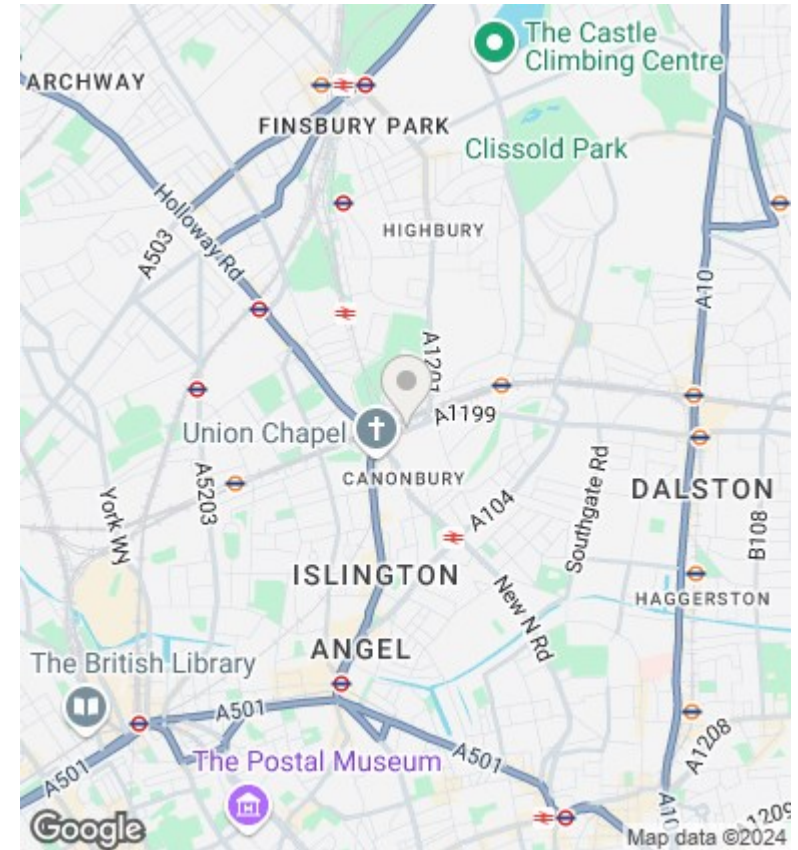 The Castle
Climbing Centre
ARCHWAY
FINSBURY PARK
Clissold Park
Holloway Rd
A503
HIGHBURY
A10
A1201
A1199
Union Chapel
CANONBURY
A5203
A104
Southgate Rd
DALSTON
York WY
B108
ISLINGTON
New N Rd
HAGGERSTON
ANGEL
The British Library
A501
A501
A501
The Postal Museum
A1208
A10
A1209
Google
Map data ©2024